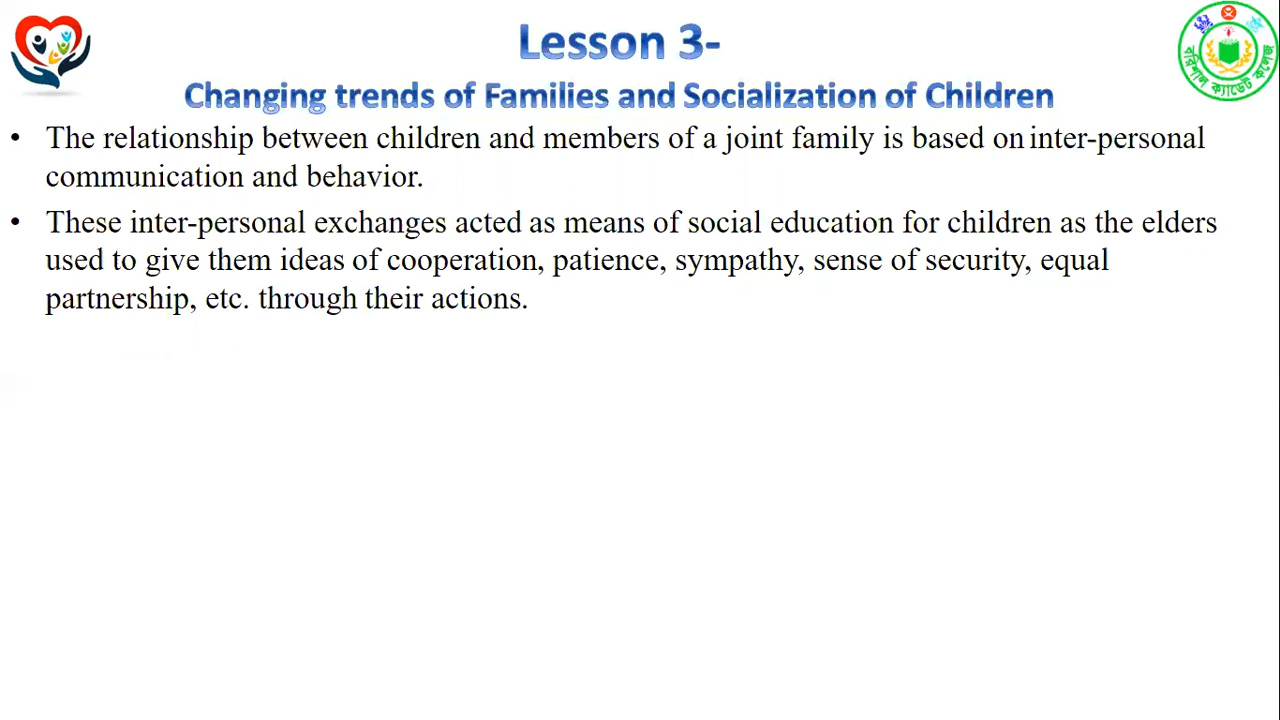 Lesson 3-
Changing trends of Families and Socialization of Children
বরিশাল ক্যাডেট কলেজ
• The relationship between children and members of a joint family is based on inter-personal
communication and behavior.
• These inter-personal exchanges acted as means of social education for children as the elders
used to give them ideas of cooperation, patience, sympathy, sense of security, equal
partnership, etc. through their actions.